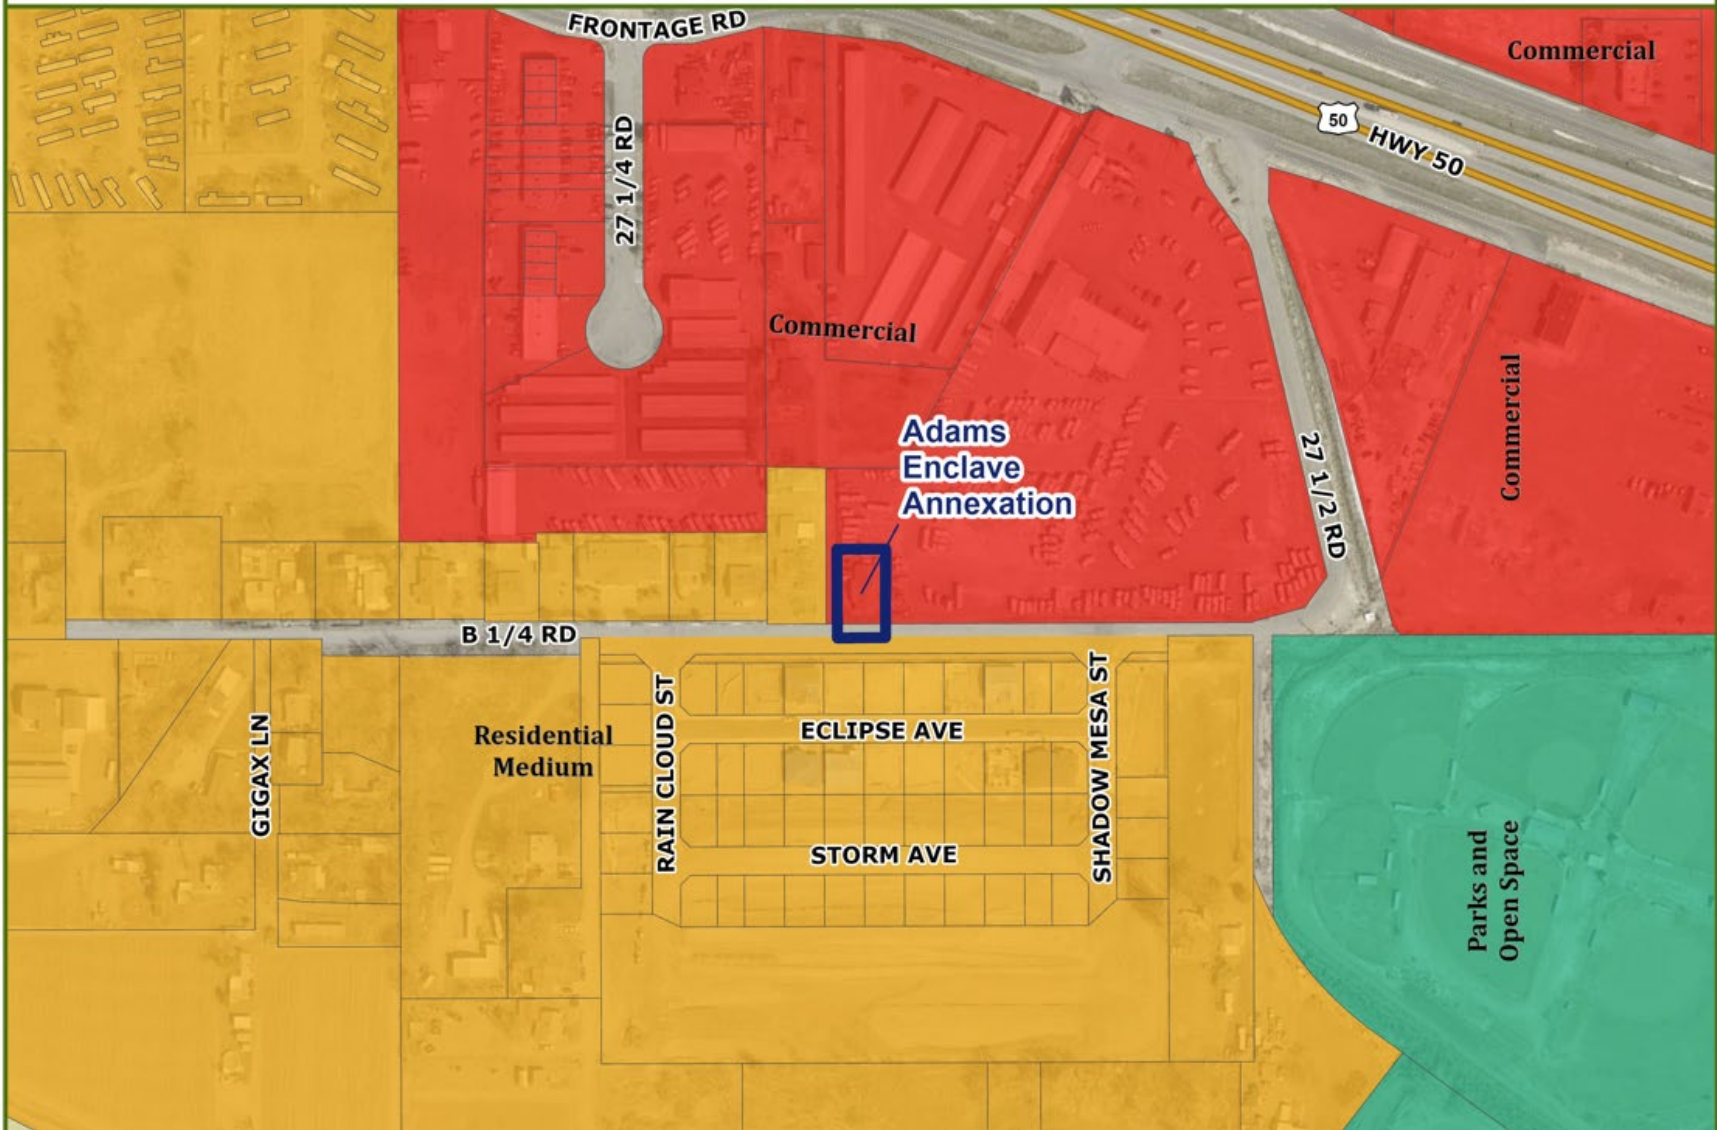 FRONTAGE RD
Commercial
50
HWY 50
27 1/4 RD
Commercial
Commercial
Adams
Enclave
Annexation
27 1/2 RD
B 1/4 RD
Residential
Medium
GIGAX LN
RAIN CLOUD ST
ECLIPSE AVE
SHADOW MESA ST
STORM AVE
Parks and
Open Space